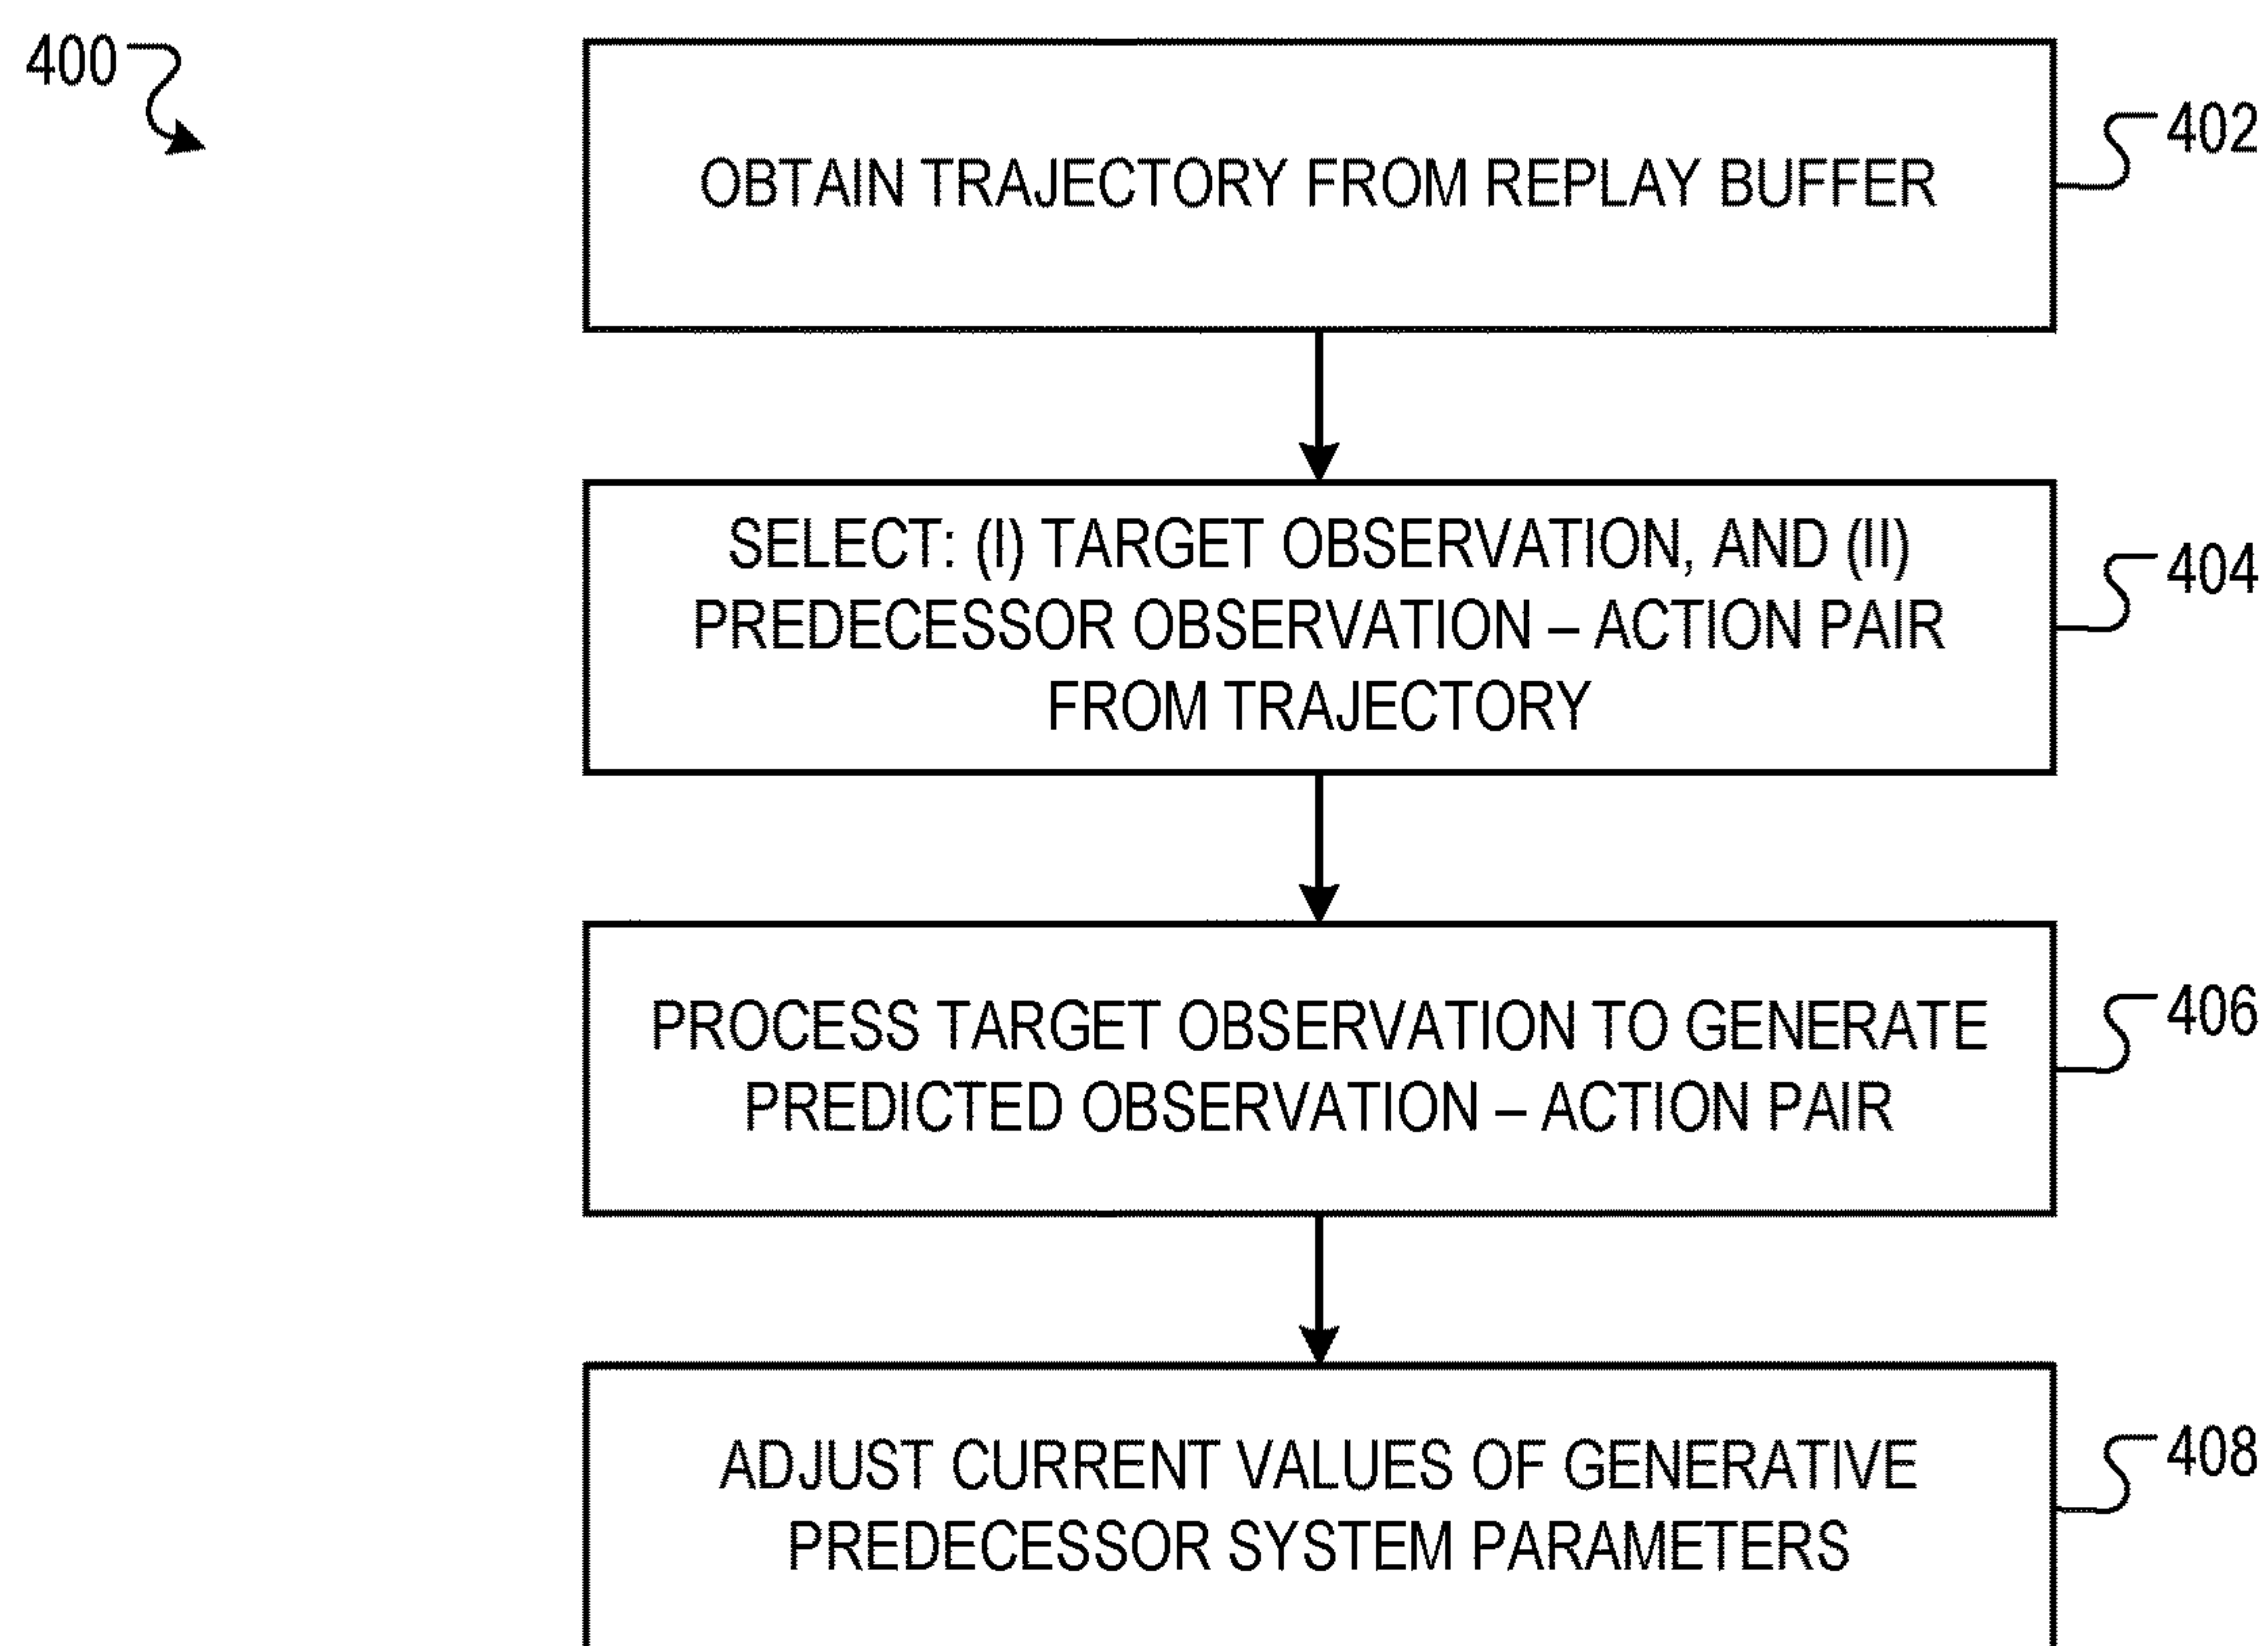 400
OBTAIN TRAJECTORY FROM REPLAY BUFFER
402
SELECT: (I) TARGET OBSERVATION, AND (II)
PREDECESSOR OBSERVATION – ACTION PAIR
FROM TRAJECTORY
404
PROCESS TARGET OBSERVATION TO GENERATE
PREDICTED OBSERVATION – ACTION PAIR
406
ADJUST CURRENT VALUES OF GENERATIVE
PREDECESSOR SYSTEM PARAMETERS
408